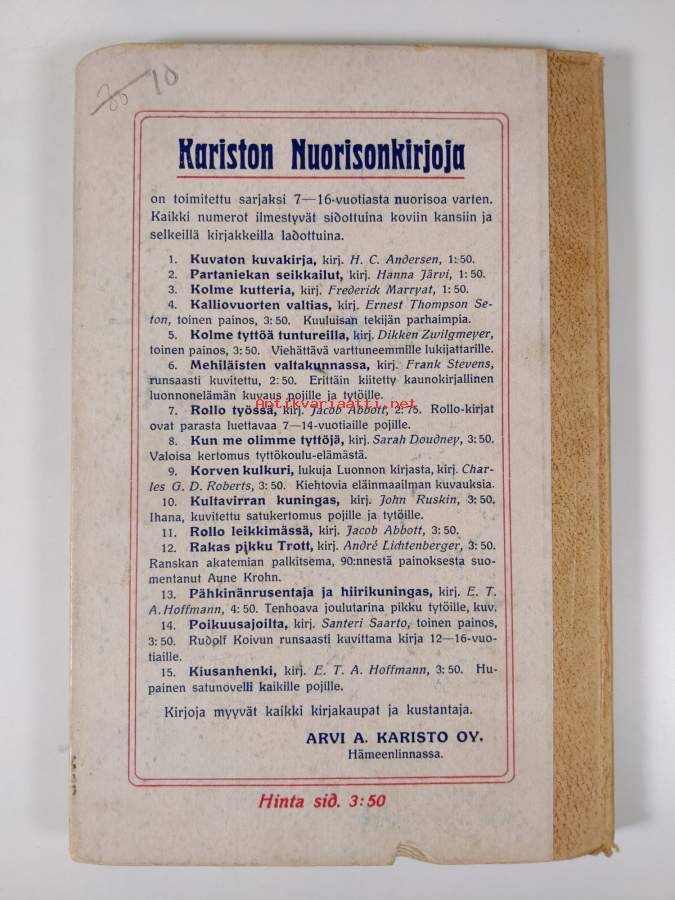 30 10
Kariston Nuorisonkirjoja
on toimitettu sarjaksi 7—16-vuotiasta nuorisoa varten.
Kaikki numerot ilmestyvät sidottuina koviin kansiin ja
selkeillä kirjakkeilla ladottuina.
1. Kuvaton kuvakirja, kirj. H. C. Andersen, 1:50.
2. Partaniekan seikkailut, kirj. Hanna Järvi, 1:50.
3. Kolme kutteria, kirj. Frederick Marryat, 1:50.
4. Kalliovuorten valtias, kirj. Ernest Thompson Se-
ton, toinen painos, 3:50. Kuuluisan tekijän parhaimpia.
5. Kolme tyttöä tuntureilla, kirj. Dikken Zwilgmeyer,
toinen painos, 3:50. Viehättävä varttuneemmille lukijattarille.
6. Mehiläisten valtakunnassa, kirj. Frank Stevens,
runsaasti kuvitettu, 2:50. Erittäin kiitetty kaunokirjallinen
luonnonelämän kuvaus pojille ja tytöille.
Antikvariaatti.net
7. Rollo työssä, kirj. Jacob Abbott, 2:75. Rollo-kirjat
ovat parasta luettavaa 7—14-vuotiaille pojille.
8. Kun me olimme tyttöjä, kirj. Sarah Doudney, 3:50.
Valoisa kertomus tyttökoulu-elämästä.
9. Korven kulkuri, lukuja Luonnon kirjasta, kirj. Char-
les G. D. Roberts, 3:50. Kiehtovia eläinmaailman kuvauksia.
10. Kultavirran kuningas, kirj. John Ruskin, 3:50.
Ihana, kuvitettu satukertomus pojille ja tytöille.
11. Rollo leikkimässä, kirj. Jacob Abbott, 3:50.
12. Rakas pikku Trott, kirj. André Lichtenberger, 3:50.
Ranskan akatemian palkitsema, 90:nnestä painoksesta suo-
mentanut Aune Krohn.
13. Pähkinänrusentaja ja hiirikuningas, kirj. E. T.
A. Hoffmann, 4:50. Tenhoava joulutarina pikku tytöille, kuv.
14. Poikuusajoilta, kirj. Santeri Saarto, toinen painos,
3:50. Rudolf Koivun runsaasti kuvittama kirja 12—16-vuo-
tiaille.
15. Kiusanhenki, kirj. E. T. A. Hoffmann, 3:50. Hu-
painen satunovelli kaikille pojille.
Kirjoja myyvät kaikki kirjakaupat ja kustantaja.
ARVI A. KARISTO OY.
Hämeenlinnassa.
Hinta sid. 3:50